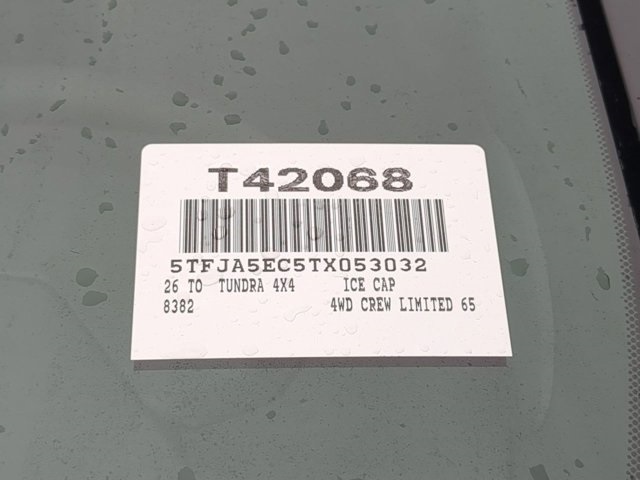 T42068
5TFJA5EC5TX053032
26 TO TUNDRA 4X4 ICE CAP
8382 4WD CREW LIMITED 65